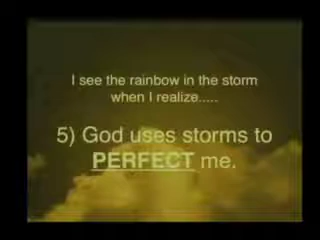 I see the rainbow in the storm
when I realize.....
5) God uses storms to
PERFECT me.